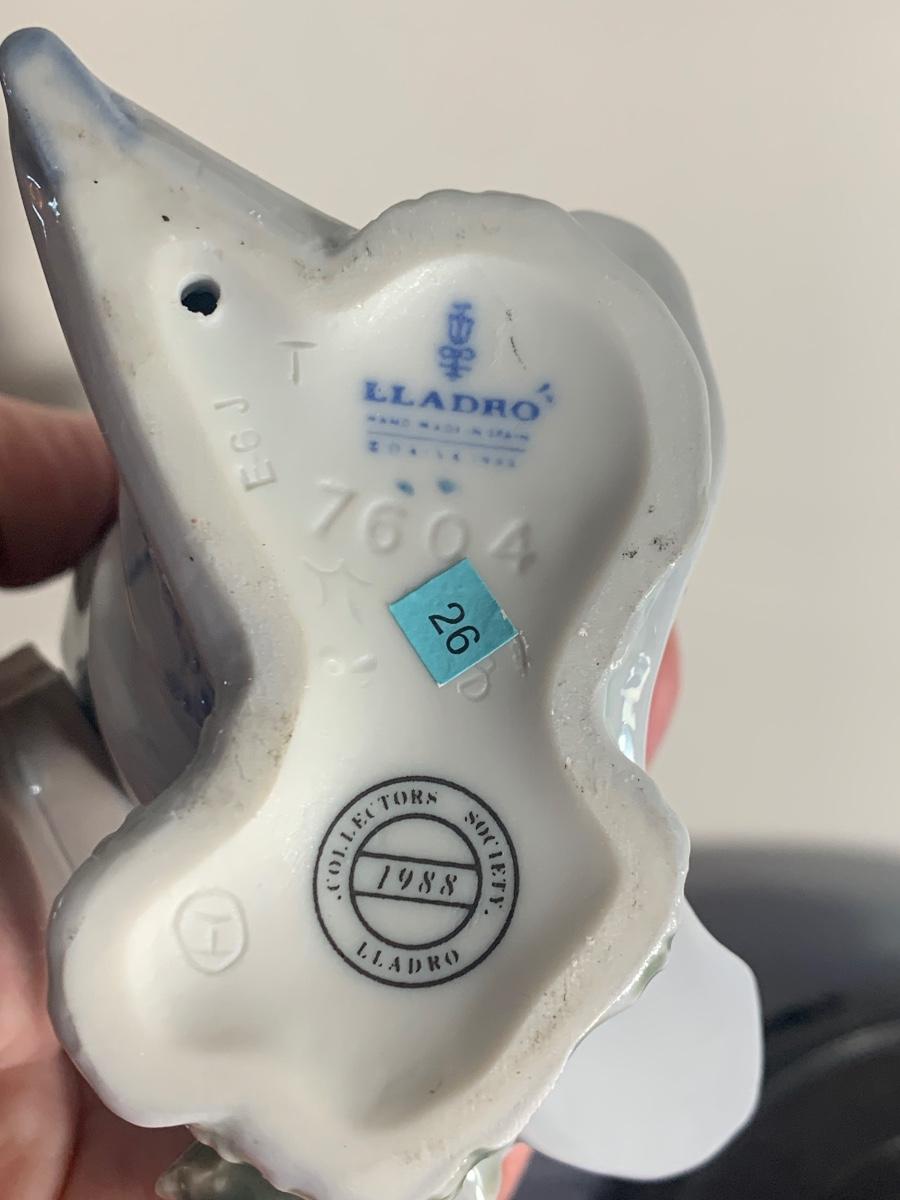 LLADRÓ
HAND MADE IN SPAIN
T
E6J
7604
26
.COLLECTORS SOCIETY.
1988
LLADRO
T